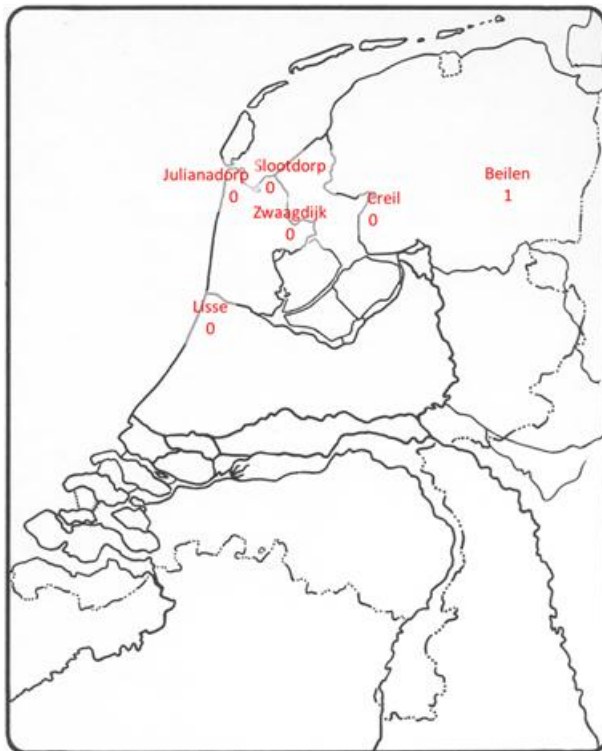 Julianadorp
0
Slootdorp
0
Zwaagdijk
0
Creil
0
Beilen
1
Lisse
0